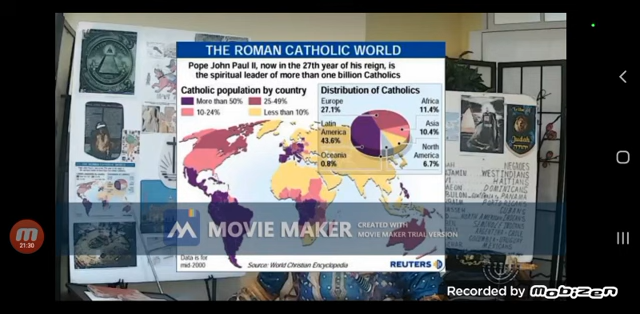 THE ROMAN CATHOLIC WORLD
Pope John Paul II, now in the 27th year of his reign, is
the spiritual leader of more than one billion Catholics
Catholic population by country
More than 50%
25-49%
10-24%
Less than 10%
Distribution of Catholics
Europe
27.1%
Africa
11.4%
Latin
America
43.6%
Asia
10.4%
Oceania
0.8%
North
America
6.7%
Data is for
mid-2000
Source: World Christian Encyclopedia
REUTERS
MOVIE MAKER
CREATED WITH
MOVIE MAKER TRIAL VERSION
NEGROES
WEST INDIANS
HAITIANS
DOMINICANS
Judah
21:30
Recorded by Mobizen